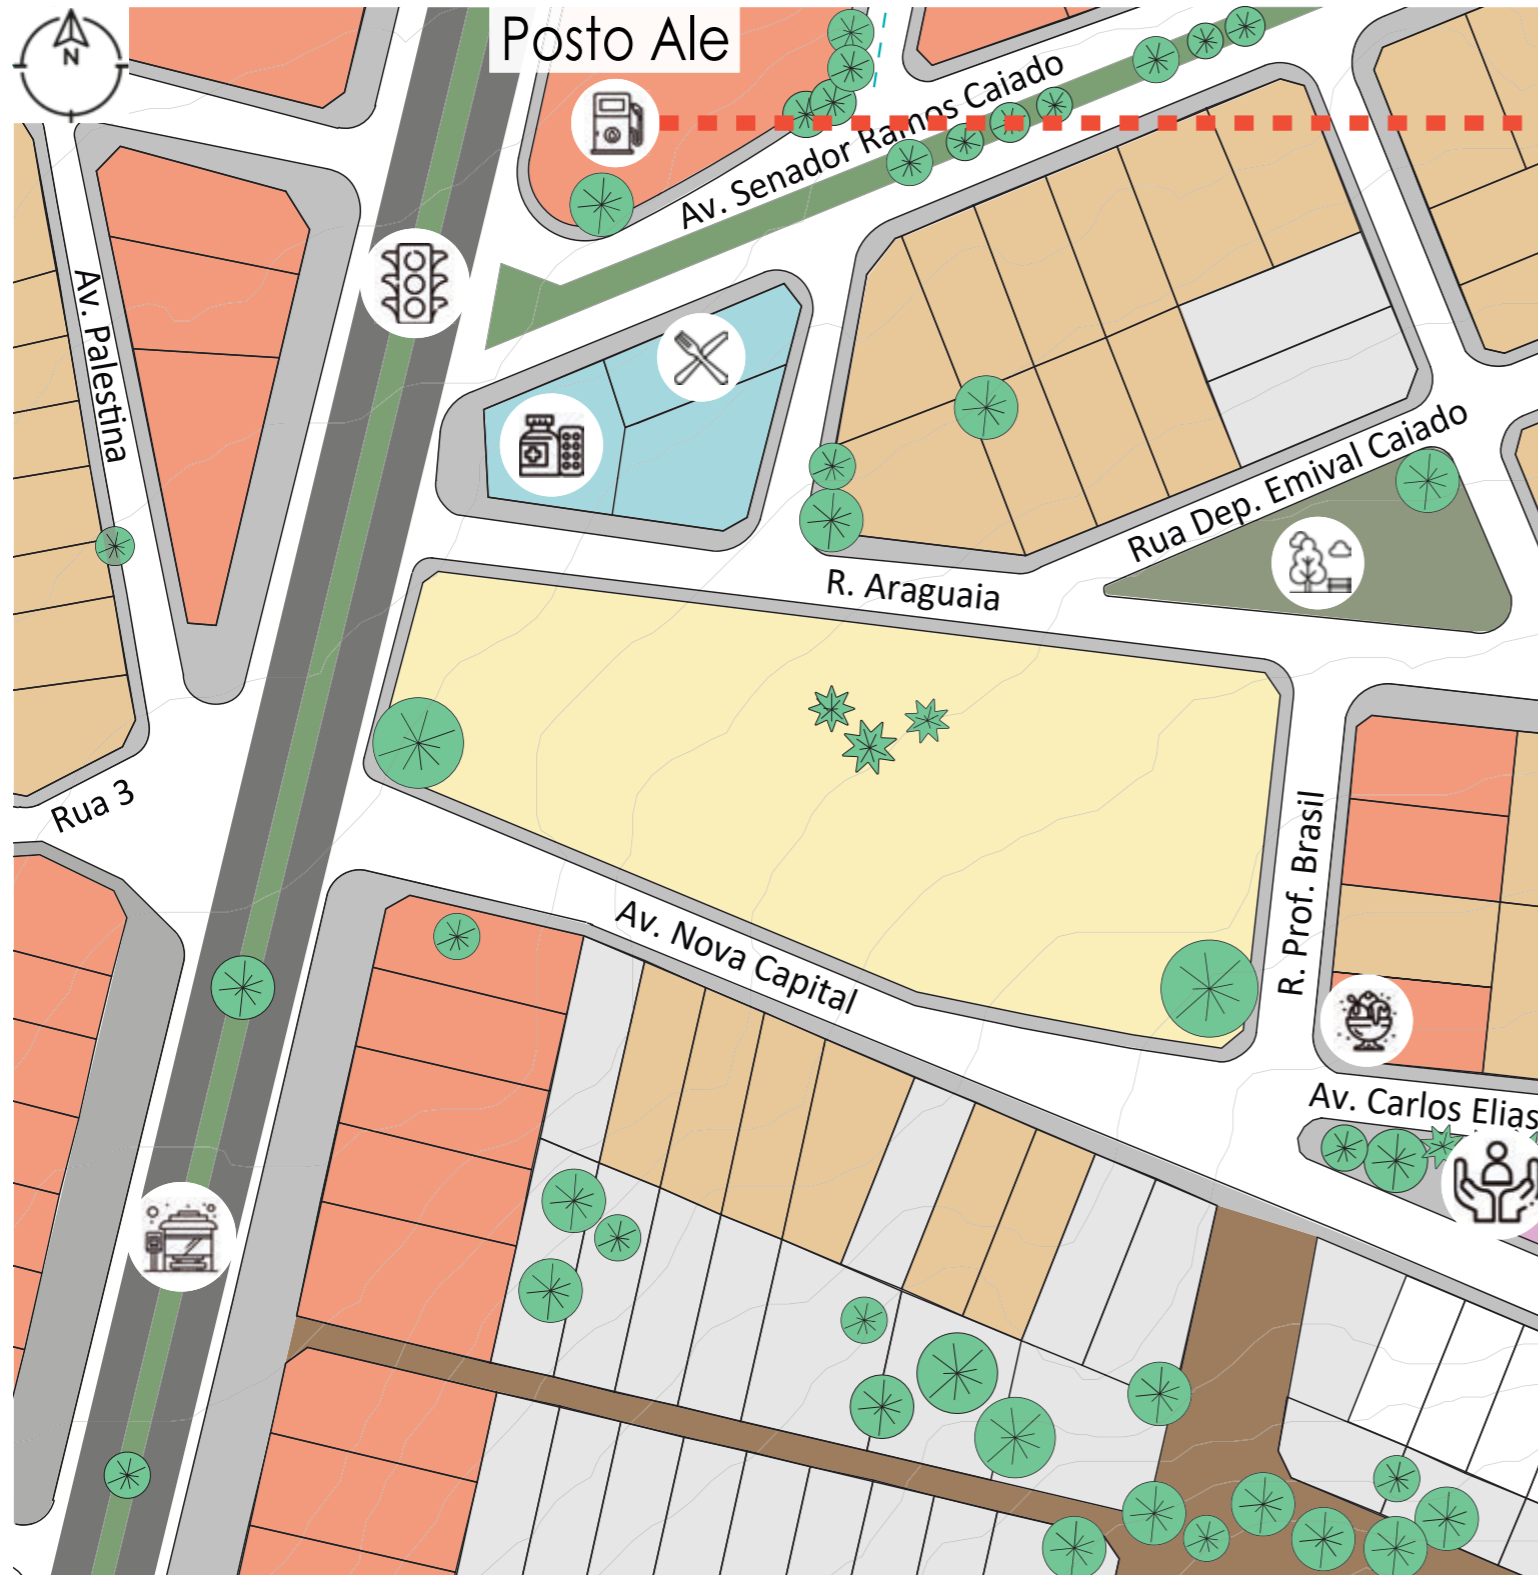 Posto Ale
N
Av. Senador Ramos Caiado
Av. Palestina
Rua Dep. Emival Caiado
R. Araguaia
Rua 3
R. Prof. Brasil
Av. Nova Capital
Av. Carlos Elias